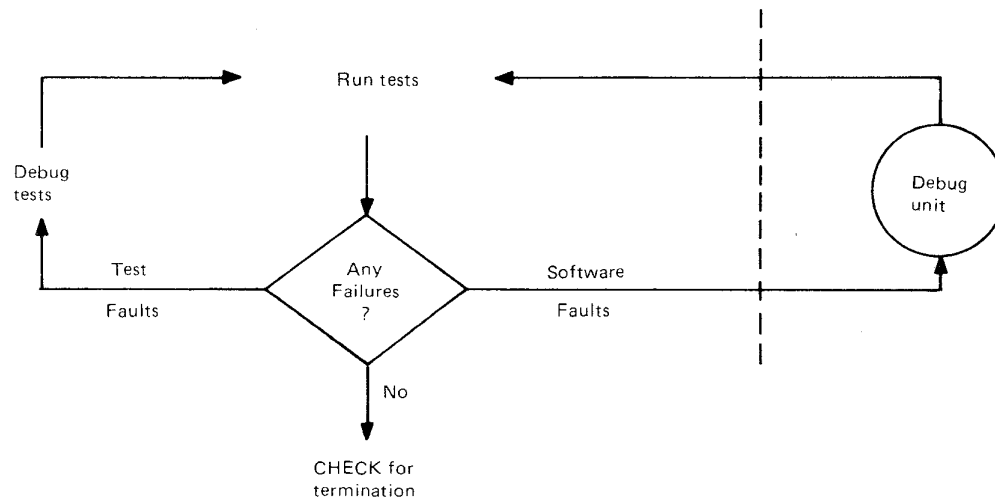 Run tests
Debug
tests
Debug
unit
Test
Faults
Any
Failures
?
Software
Faults
No
CHECK for
termination